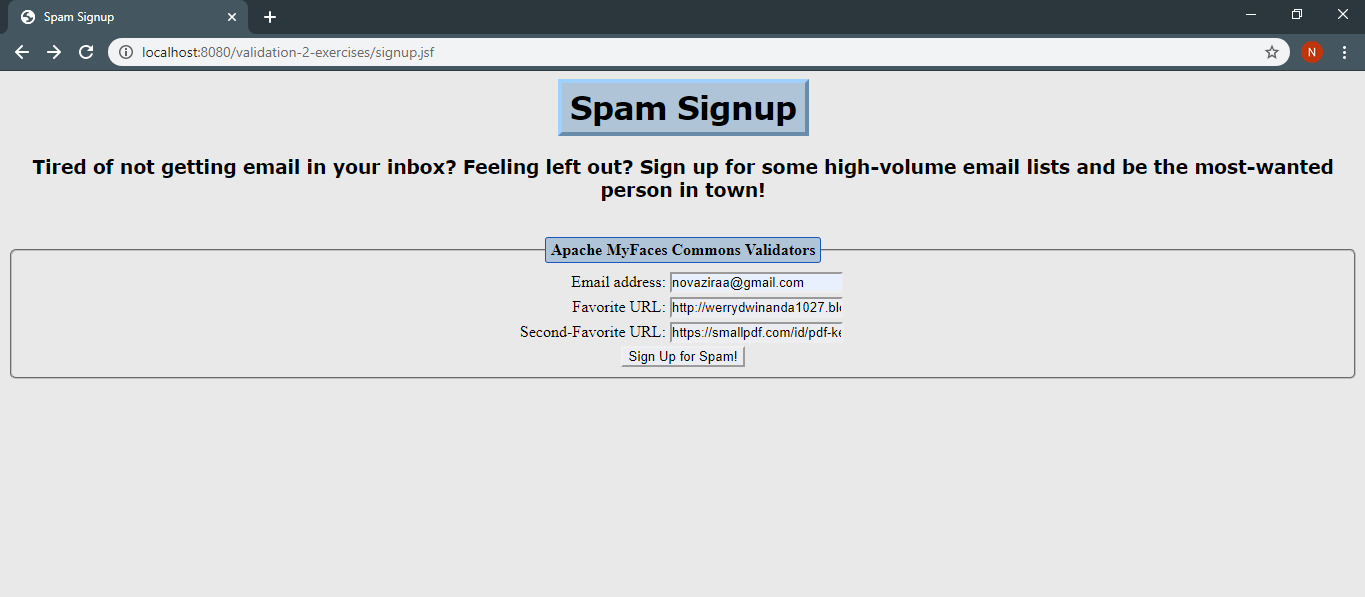 Spam Signup
localhost:8080/validation-2-exercises/signup.jsf
N
Spam Signup
Tired of not getting email in your inbox? Feeling left out? Sign up for some high-volume email lists and be the most-wanted
person in town!
Apache MyFaces Commons Validators
Email address: novaziraa@gmail.com
Favorite URL: http://werrydwinanda1027.bl
Second-Favorite URL: https://smallpdf.com/id/pdf-ke
Sign Up for Spam!